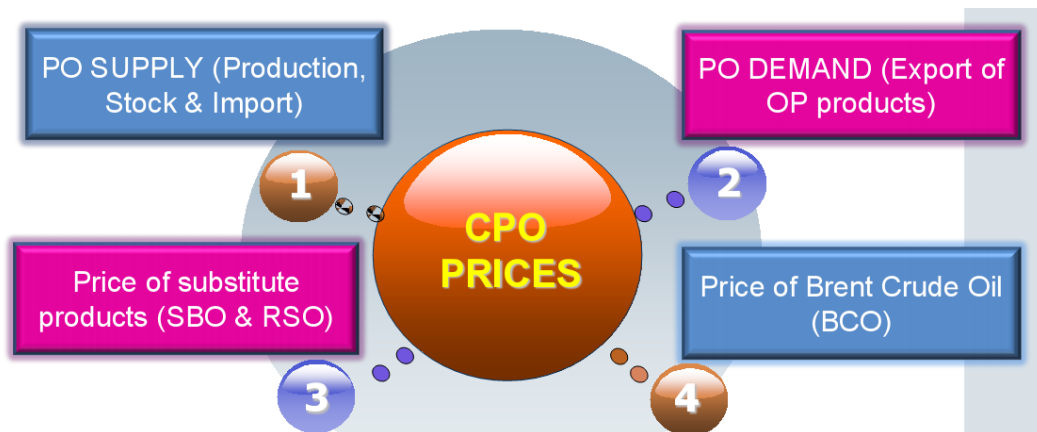 PO SUPPLY (Production,
Stock & Import)
PO DEMAND (Export of
OP products)
1
2
CPO
PRICES
Price of substitute
products (SBO & RSO)
Price of Brent Crude Oil
(BCO)
3
4